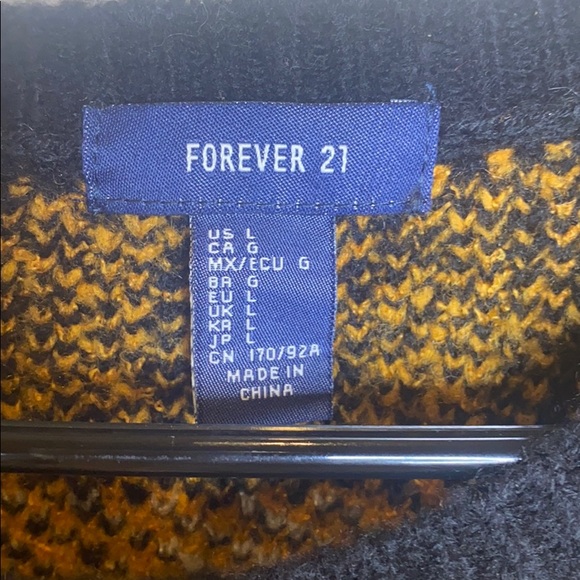 FOREVER 21
US L
CA G
MX/ECU G
BR G
EU L
UK L
KR L
JP L
CN 170/92A
MADE IN
CHINA